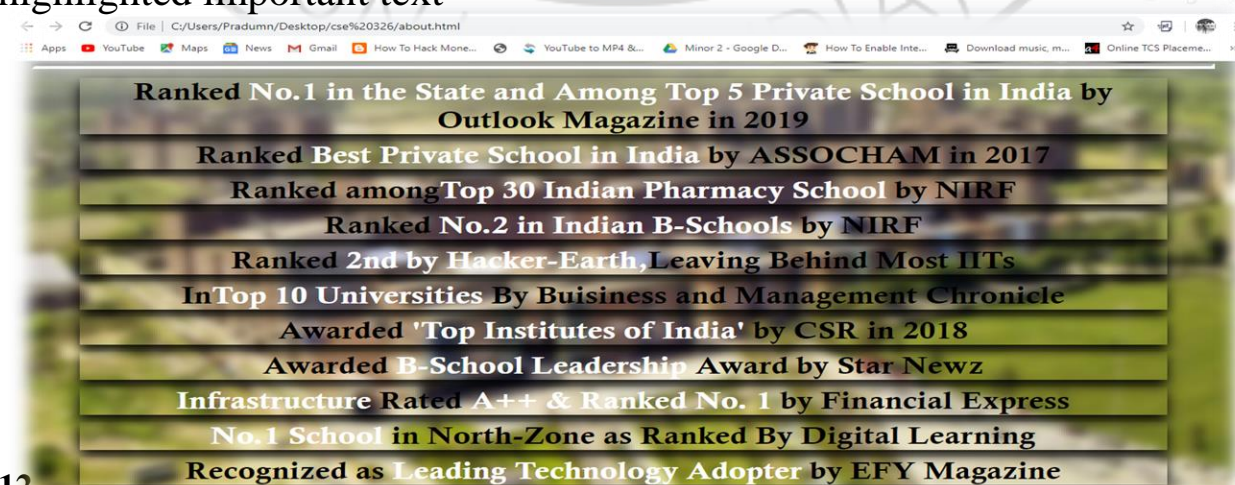 highlighted important text
File | C:/Users/Pradumn/Desktop/cse%20326/about.html
Apps YouTube Maps News Gmail How To Hack Mone... YouTube to MP4 &... Minor 2 - Google D... How To Enable Inte... Download music, m... Online TCS Placeme...
Ranked No.1 in the State and Among Top 5 Private School in India by
Outlook Magazine in 2019
Ranked Best Private School in India by ASSOCHAM in 2017
Ranked amongTop 30 Indian Pharmacy School by NIRF
Ranked No.2 in Indian B-Schools by NIRF
Ranked 2nd by Hacker-Earth,Leaving Behind Most IITs
InTop 10 Universities By Buisiness and Management Chronicle
Awarded 'Top Institutes of India' by CSR in 2018
Awarded B-School Leadership Award by Star Newz
Infrastructure Rated A++ & Ranked No. 1 by Financial Express
No.1 School in North-Zone as Ranked By Digital Learning
Recognized as Leading Technology Adopter by EFY Magazine